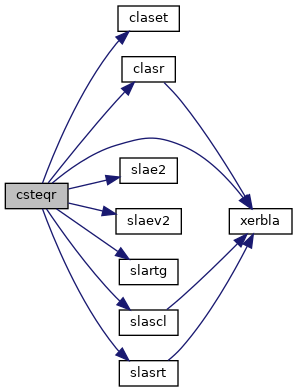 claset
clasr
slae2
csteqr
slaev2
xerbla
slartg
slascl
slasrt